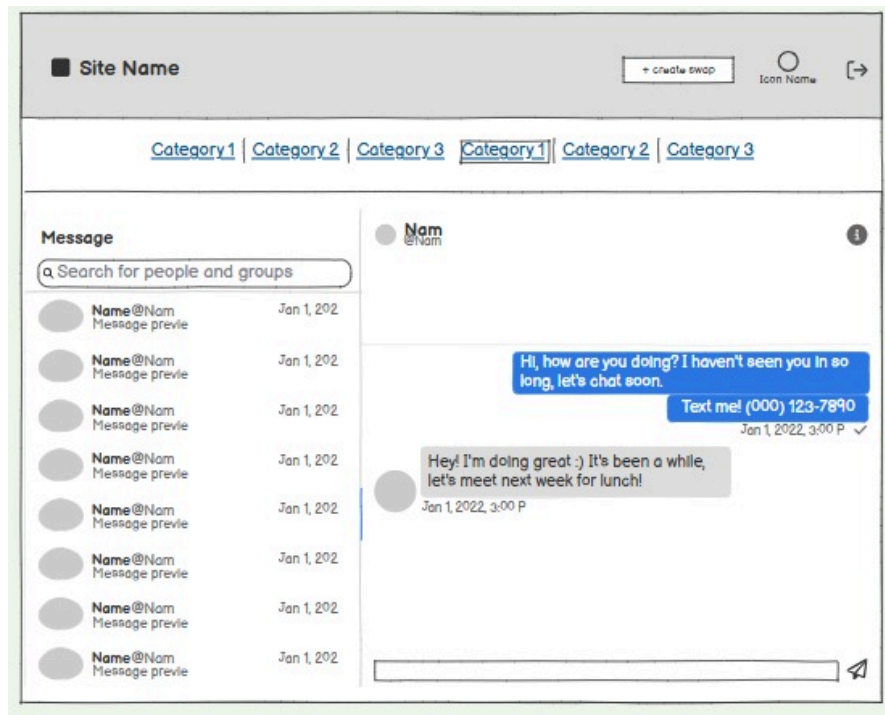 Site Name
+ create swap
Icon Name
Category 1 | Category 2 | Category 3 Category 1 | Category 2 | Category 3
Message
Search for people and groups
Name@Nam Jan 1, 202
Message previe
Name@Nam Jan 1, 202
Message previe
Name@Nam Jan 1, 202
Message previe
Name@Nam Jan 1, 202
Message previe
Name@Nam Jan 1, 202
Message previe
Name@Nam Jan 1, 202
Message previe
Name@Nam Jan 1, 202
Message previe
Name@Nam Jan 1, 202
Message previe
Nam
@Nam
Hi, how are you doing? I haven't seen you in so
long, let's chat soon.
Text me! (000) 123-7890
Jan 1, 2022, 3:00 P
Hey! I'm doing great :) It's been a while,
let's meet next week for lunch!
Jan 1, 2022, 3:00 P